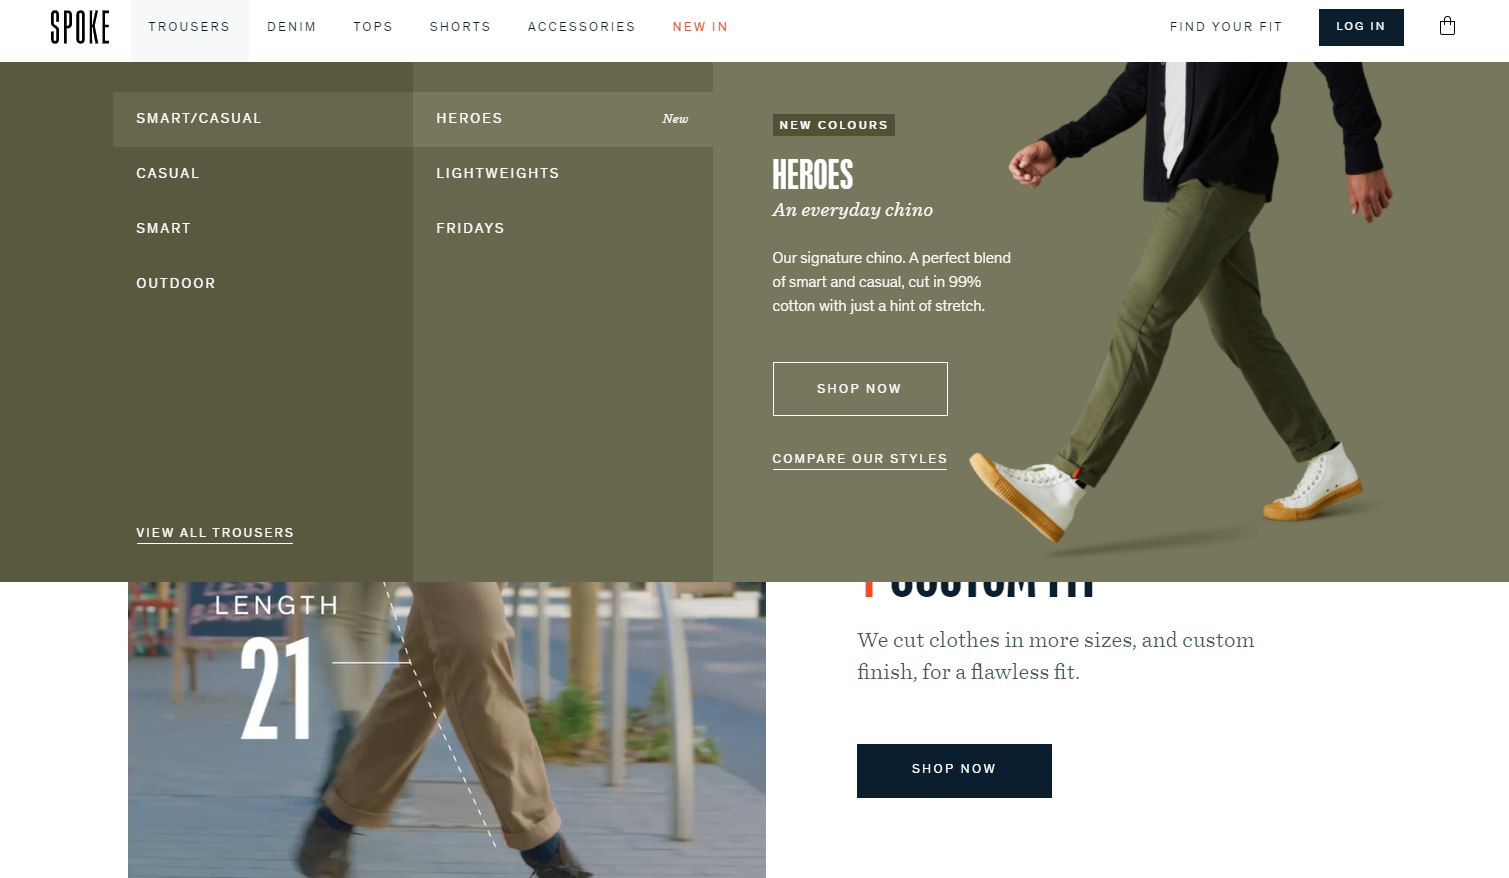 SPOKE
TROUSERS
DENIM
TOPS
SHORTS
ACCESSORIES
NEW IN
FIND YOUR FIT
LOG IN
SMART/CASUAL
CASUAL
SMART
OUTDOOR
VIEW ALL TROUSERS
HEROES New
LIGHTWEIGHTS
FRIDAYS
NEW COLOURS
HEROES
An everyday chino
Our signature chino. A perfect blend
of smart and casual, cut in 99%
cotton with just a hint of stretch.
SHOP NOW
COMPARE OUR STYLES
LENGTH
21
CUSTOM FIT
We cut clothes in more sizes, and custom
finish, for a flawless fit.
SHOP NOW